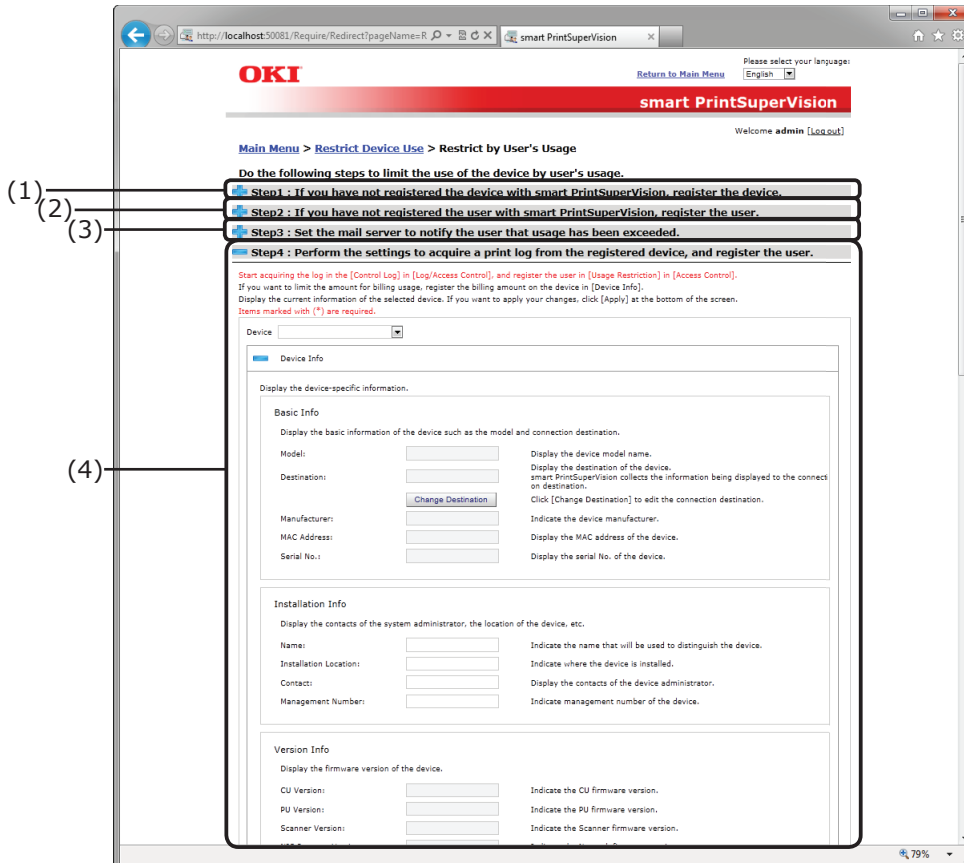 http://localhost:50081/Require/Redirect?pageName=R
smart PrintSuperVision
OKI
Return to Main Menu
Please select your language:
English
smart PrintSuperVision
Welcome admin [Log out]
Main Menu > Restrict Device Use > Restrict by User's Usage
Do the following steps to limit the use of the device by user's usage.
(1)
Step1 : If you have not registered the device with smart PrintSuperVision, register the device.
(2)
Step2 : If you have not registered the user with smart PrintSuperVision, register the user.
(3)
Step3 : Set the mail server to notify the user that usage has been exceeded.
Step4 : Perform the settings to acquire a print log from the registered device, and register the user.
Start acquiring the log in the [Control Log] in [Log/Access Control], and register the user in [Usage Restriction] in [Access Control].
If you want to limit the amount for billing usage, register the billing amount on the device in [Device Info].
Display the current information of the selected device. If you want to apply your changes, click [Apply] at the bottom of the screen.
Items marked with (*) are required.
Device
Device Info
Display the device-specific information.
Basic Info
Display the basic information of the device such as the model and connection destination.
(4)
Model: Display the device model name.
Destination: Display the destination of the device.
smart PrintSuperVision collects the information being displayed to the connecti
on destination.
Change Destination Click [Change Destination] to edit the connection destination.
Manufacturer: Indicate the device manufacturer.
MAC Address: Display the MAC address of the device.
Serial No.: Display the serial No. of the device.
Installation Info
Display the contacts of the system administrator, the location of the device, etc.
Name: Indicate the name that will be used to distinguish the device.
Installation Location: Indicate where the device is installed.
Contact: Display the contacts of the device administrator.
Management Number: Indicate management number of the device.
Version Info
Display the firmware version of the device.
CU Version: Indicate the CU firmware version.
PU Version: Indicate the PU firmware version.
Scanner Version: Indicate the Scanner firmware version.
79%